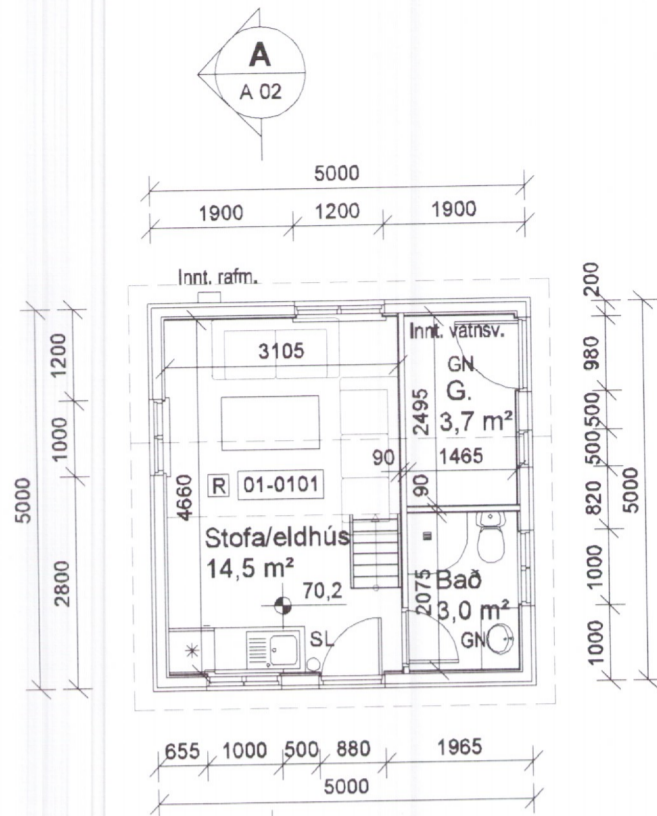 A
A 02
5000
1900 1200 1900
Innt. rafm.
200
1200
980
3105
Innt. vatnsv.
GN
G.
3,7 m²
2495
500
1000
90
1465
500
5000
4660
R 01-0101
90
820
5000
Stofa/eldhús
14,5 m²
2800
70,2
2075
Bað
3,0 m²
1000
SL
GN
1000
655 1000 500 880 1965
5000